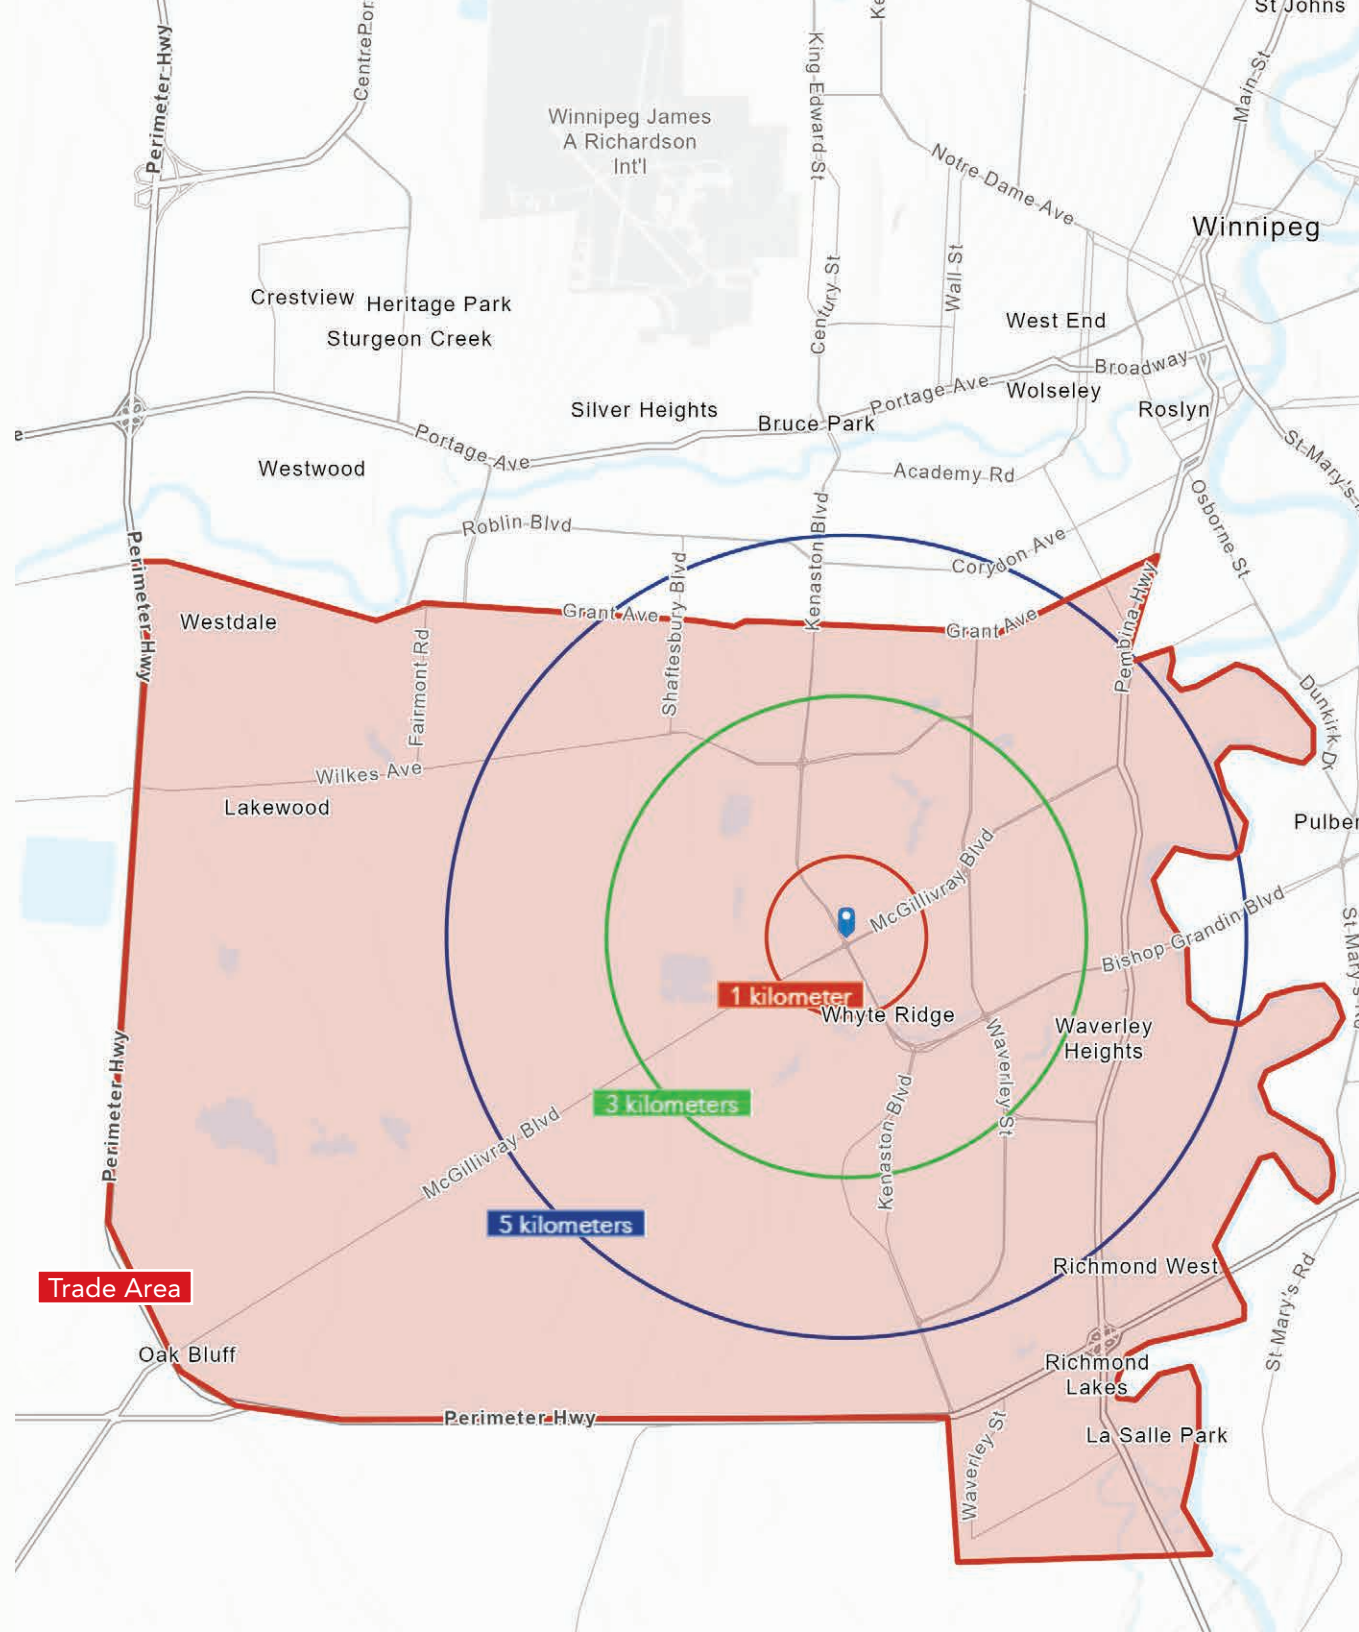 St Johns
Perimeter Hwy
King Edward St
Main St
Winnipeg James
A Richardson
Int'l
Notre Dame Ave
Winnipeg
Wall St
Century St
Crestview
Heritage Park
Sturgeon Creek
West End
Broadway
Portage Ave
Wolseley
Silver Heights
Bruce Park
Roslyn
Portage Ave
Westwood
Academy Rd
Roblin Blvd
Kenaston Blvd
Osborne St
Corydon Ave
Perimeter Hwy
Shaftesbury Blvd
Westdale
Grant Ave
Grant Ave
Pembina Hwy
Fairmont Rd
Dunkirk Dr
Wilkes Ave
Lakewood
McGillivray Blvd
Bishop Grandin Blvd
1 kilometer
Whyte Ridge
Waverley
Heights
Waverley St
Perimeter Hwy
3 kilometers
Kenaston Blvd
McGillivray Blvd
5 kilometers
Richmond West
Trade Area
St Mary's Rd
Oak Bluff
Richmond
Lakes
Perimeter Hwy
La Salle Park
Waverley St